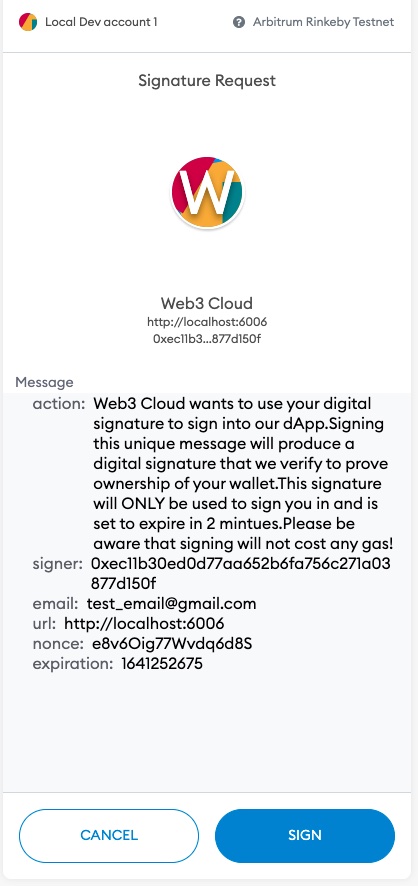 Local Dev account 1
? Arbitrum Rinkeby Testnet
Signature Request
W
Web3 Cloud
http://localhost:6006
0xec11b3...877d150f
Message
action: Web3 Cloud wants to use your digital
signature to sign into our dApp.Signing
this unique message will produce a
digital signature that we verify to prove
ownership of your wallet.This signature
will ONLY be used to sign you in and is
set to expire in 2 mintues.Please be
aware that signing will not cost any gas!
signer: 0xec11b30ed0d77aa652b6fa756c271a03
877d150f
email: test_email@gmail.com
url: http://localhost:6006
nonce: e8v6Oig77Wvdq6d8S
expiration: 1641252675
CANCEL
SIGN